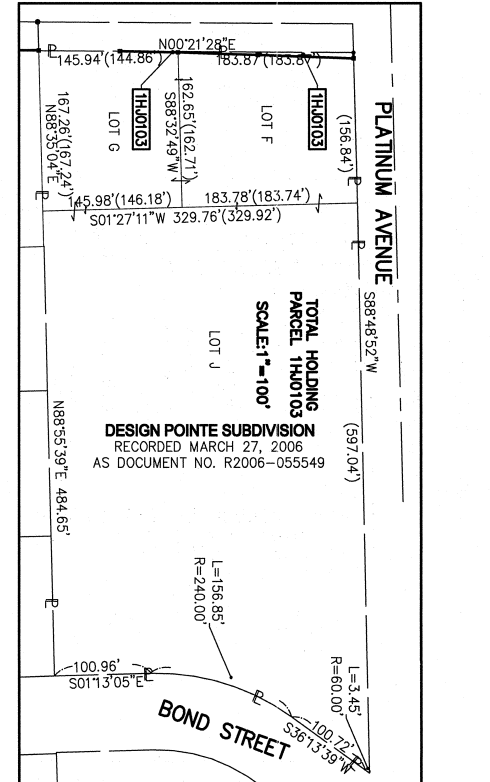 N00°21'28"E
145.94'(144.86')
183.87'(183.87')
1HJ0103
1HJ0103
PLATINUM AVENUE
LOT G
162.65'(162.71')
S88°32'49"W
LOT F
(156.84')
167.26'(167.24')
N88°35'04"E
145.98'(146.18')
183.78'(183.74')
S01°27'11"W 329.76'(329.92')
S88°48'52"W
TOTAL HOLDING
PARCEL 1HJ0103
SCALE:1"=100'
LOT J
DESIGN POINTE SUBDIVISION
RECORDED MARCH 27, 2006
AS DOCUMENT NO. R2006-055549
(597.04')
N88°55'39"E 484.65'
L=156.85'
R=240.00'
100.96'
S01°13'05"E
L=3.45'
R=60.00'
BOND STREET
100.72'
S36°13'39"W